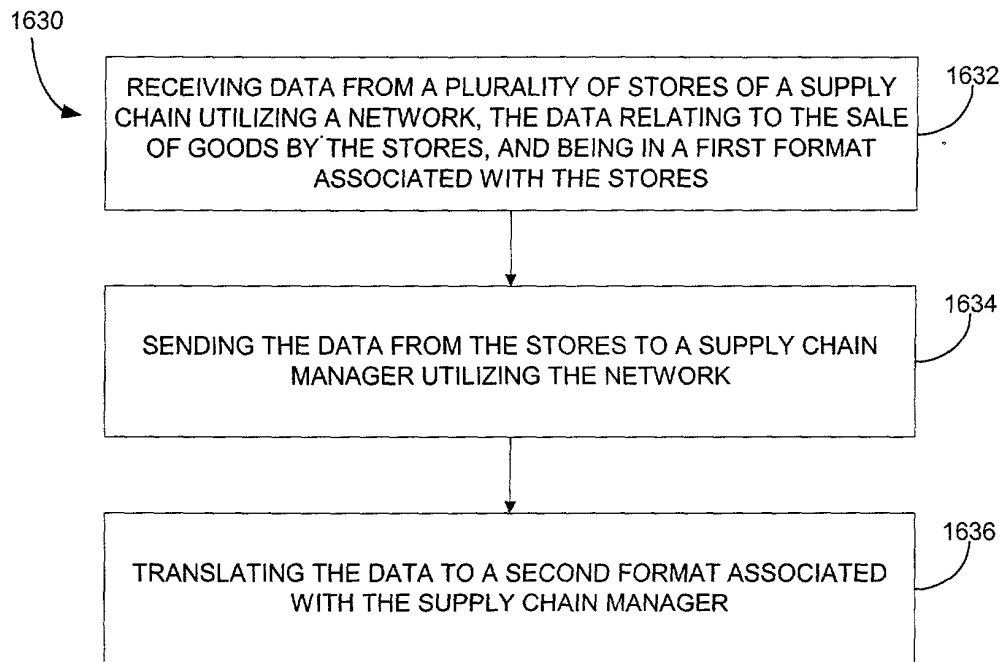 1630
1632
RECEIVING DATA FROM A PLURALITY OF STORES OF A SUPPLY
CHAIN UTILIZING A NETWORK, THE DATA RELATING TO THE SALE
OF GOODS BY THE STORES, AND BEING IN A FIRST FORMAT
ASSOCIATED WITH THE STORES
1634
SENDING THE DATA FROM THE STORES TO A SUPPLY CHAIN
MANAGER UTILIZING THE NETWORK
1636
TRANSLATING THE DATA TO A SECOND FORMAT ASSOCIATED
WITH THE SUPPLY CHAIN MANAGER